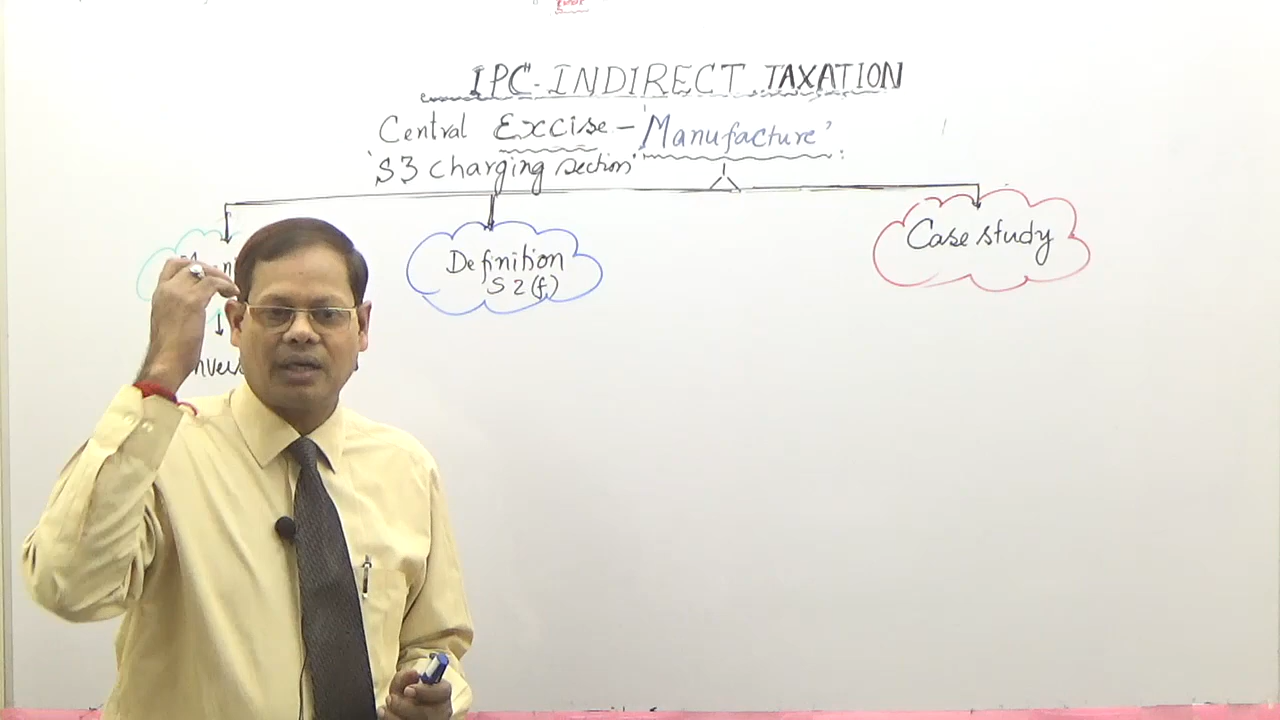 IPC-INDIRECT TAXATION
Central Excise - 'Manufacture'
'S3 charging section'
Definition
S 2(f)
Case study